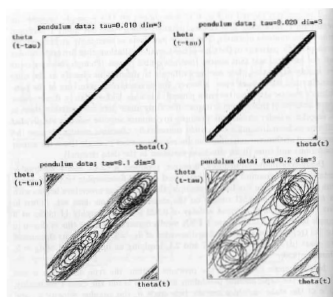 pendulum data; tau=0.010 dim=3
theta
(t-tau)
theta(t)
pendulum data; tau=0.020 dim=3
theta
(t-tau)
theta(t)
pendulum data; tau=0.1 dim=3
theta
(t-tau)
theta(t)
pendulum data; tau=0.2 dim=3
theta
(t-tau)
theta(t)